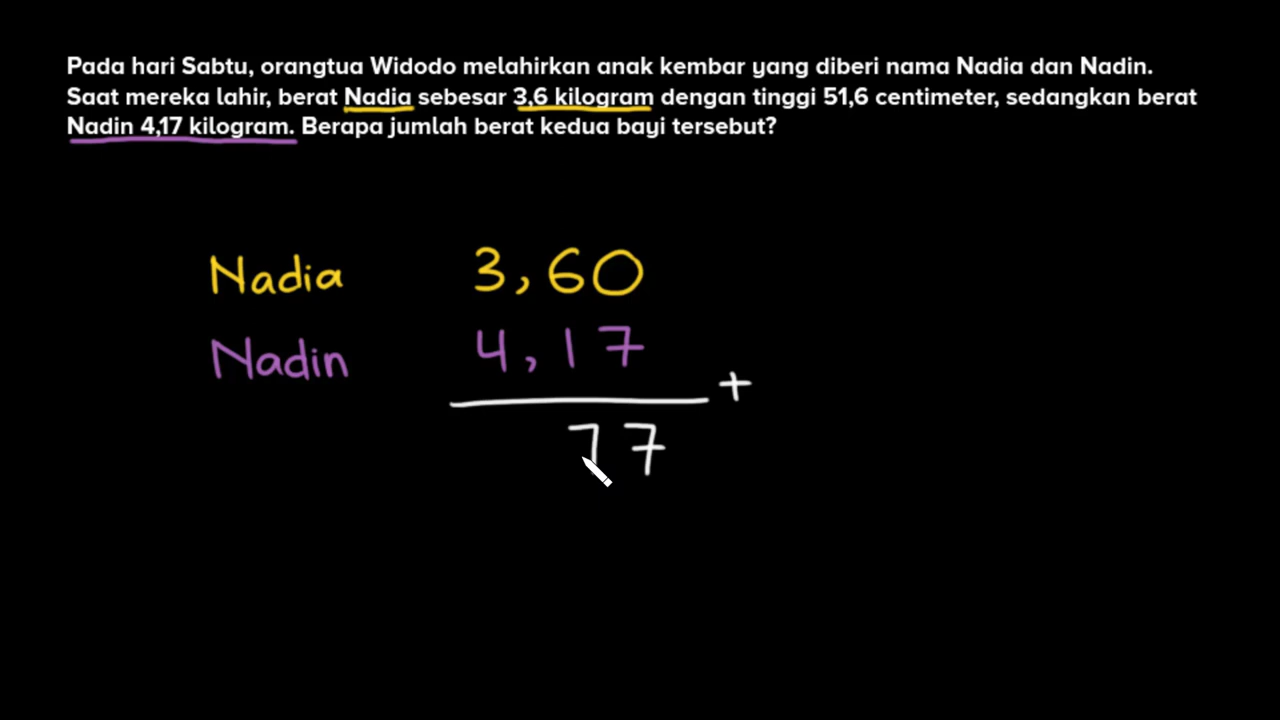 Pada hari Sabtu, orangtua Widodo melahirkan anak kembar yang diberi nama Nadia dan Nadin.
Saat mereka lahir, berat Nadia sebesar 3,6 kilogram dengan tinggi 51,6 centimeter, sedangkan berat
Nadin 4,17 kilogram. Berapa jumlah berat kedua bayi tersebut?
Nadia 3,60
Nadin 4,17
+
77